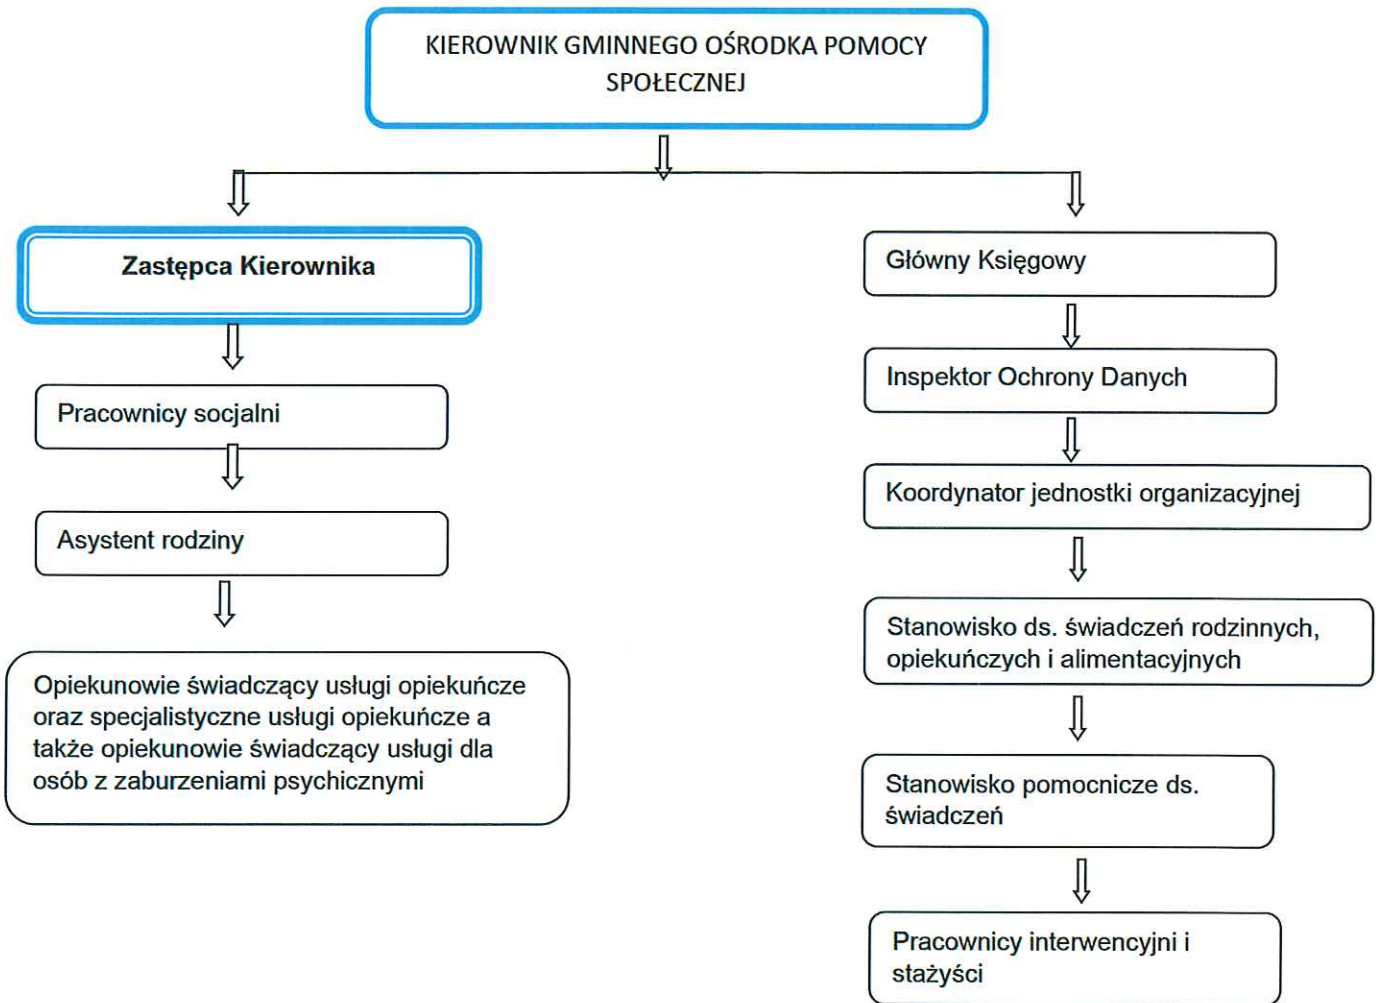 KIEROWNIK GMINNEGO OŚRODKA POMOCY
SPOŁECZNEJ
Zastępca Kierownika
Pracownicy socjalni
Asystent rodziny
Opiekunowie świadczący usługi opiekuńcze
oraz specjalistyczne usługi opiekuńcze a
także opiekunowie świadczący usługi dla
osób z zaburzeniami psychicznymi
Główny Księgowy
Inspektor Ochrony Danych
Koordynator jednostki organizacyjnej
Stanowisko ds. świadczeń rodzinnych,
opiekuńczych i alimentacyjnych
Stanowisko pomocnicze ds.
świadczeń
Pracownicy interwencyjni i
stażyści